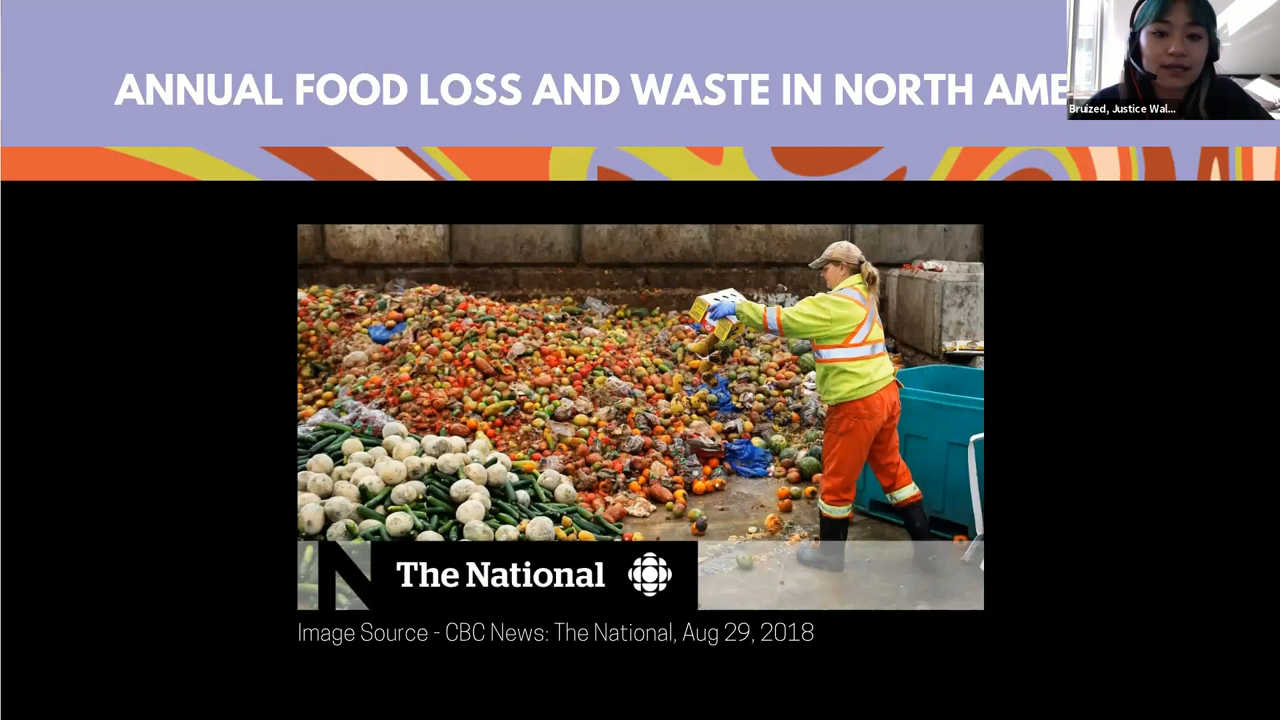 ANNUAL FOOD LOSS AND WASTE IN NORTH AME
Bruized, Justice Wal...
N The National
Image Source - CBC News: The National, Aug 29, 2018